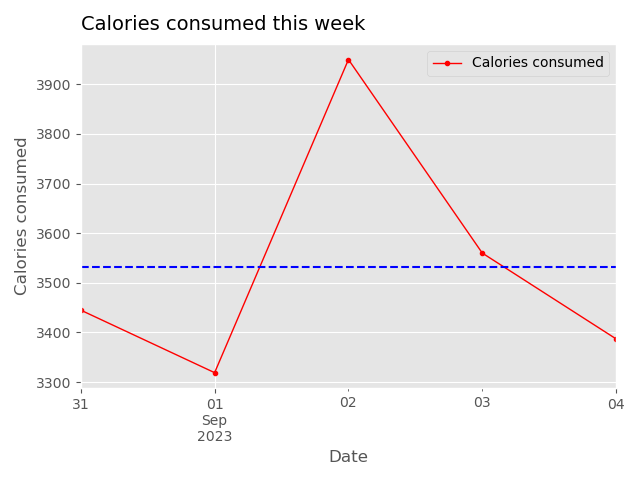 Calories consumed this week
Calories consumed
3900
3800
3700
3600
3500
3400
3300
Calories consumed
31
01
Sep
2023
02
03
04
Date